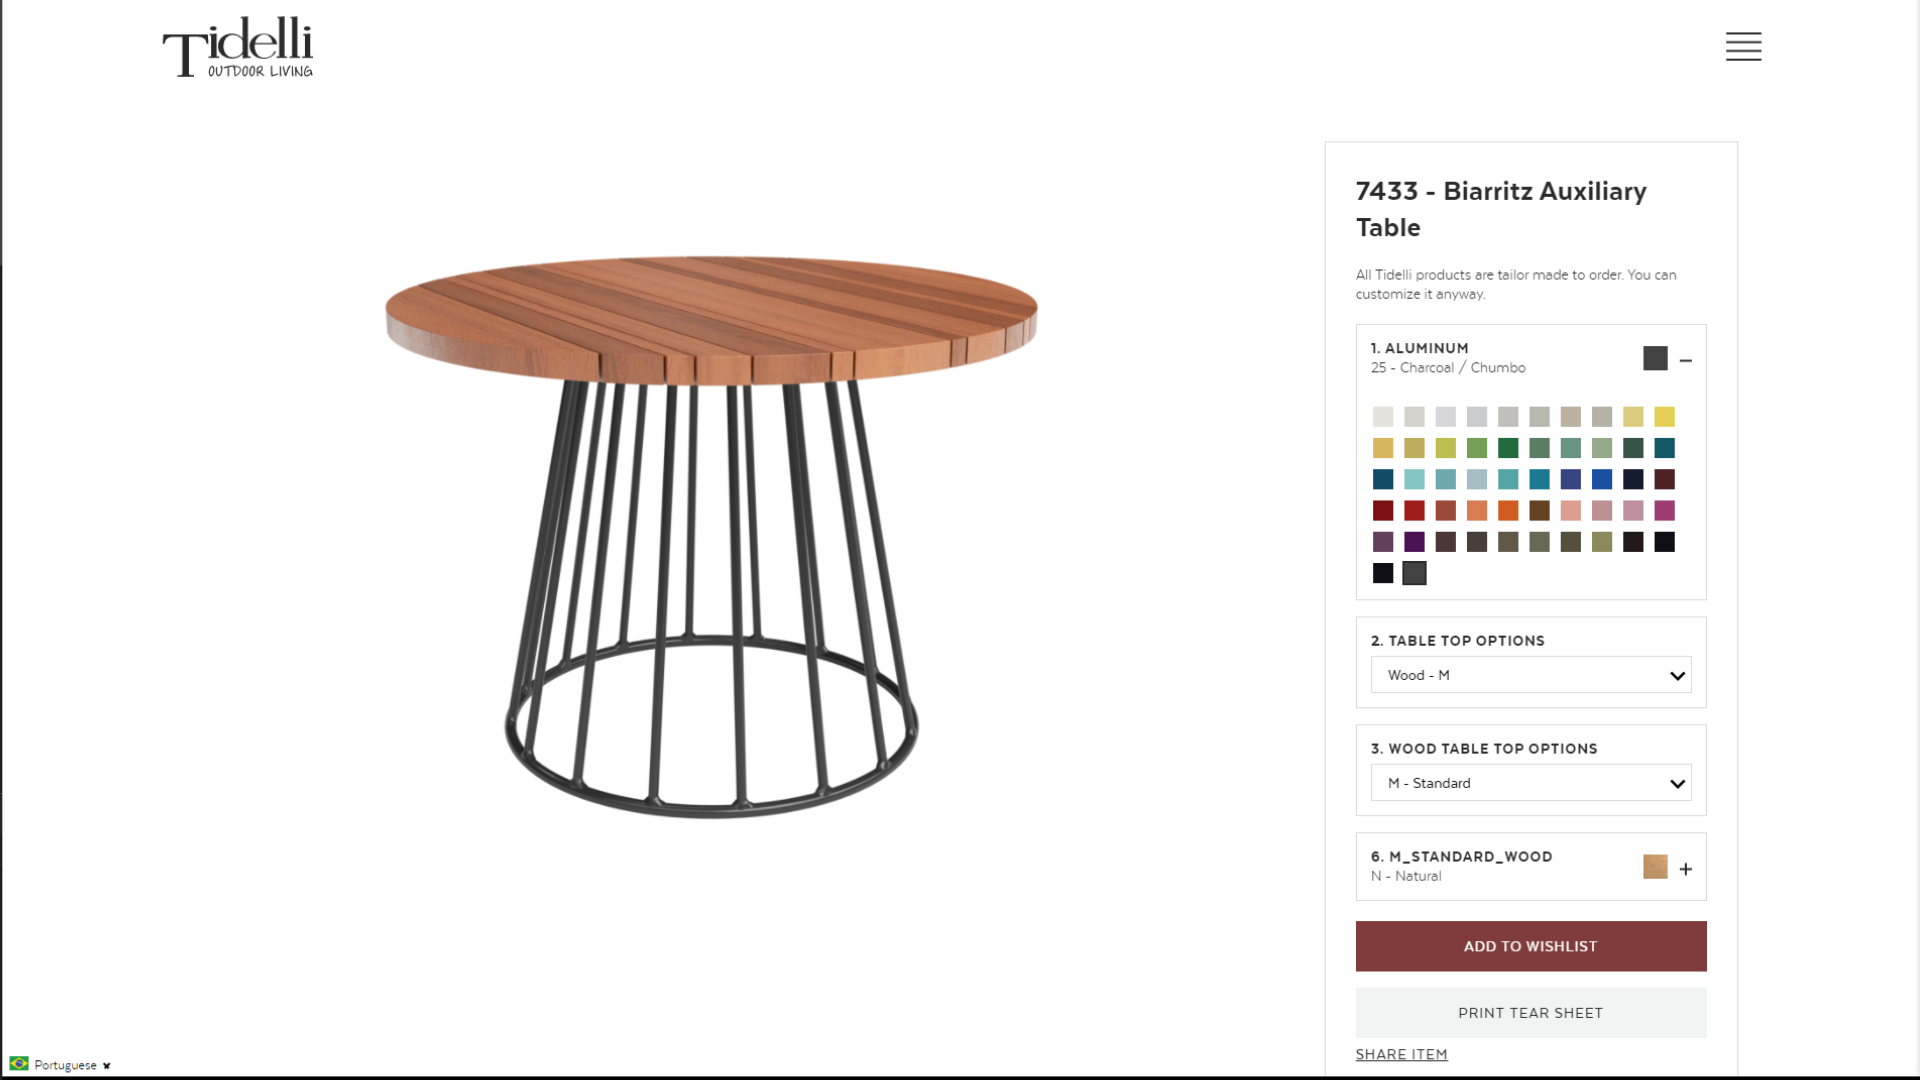 Tidelli
OUTDOOR LIVING
7433 - Biarritz Auxiliary
Table
All Tidelli products are tailor made to order. You can
customize it anyway.
1. ALUMINUM
25 - Charcoal / Chumbo
2. TABLE TOP OPTIONS
Wood - M
3. WOOD TABLE TOP OPTIONS
M - Standard
6. M_STANDARD_WOOD
N - Natural
ADD TO WISHLIST
PRINT TEAR SHEET
SHARE ITEM
Portuguese